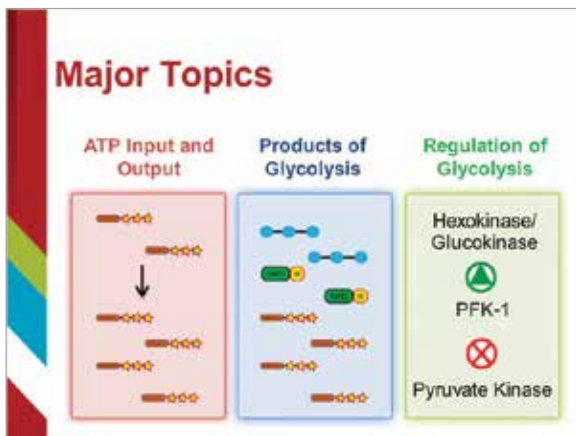 Major Topics
ATP Input and
Output
Products of
Glycolysis
Regulation of
Glycolysis
Hexokinase/
Glucokinase
PFK-1
Pyruvate Kinase